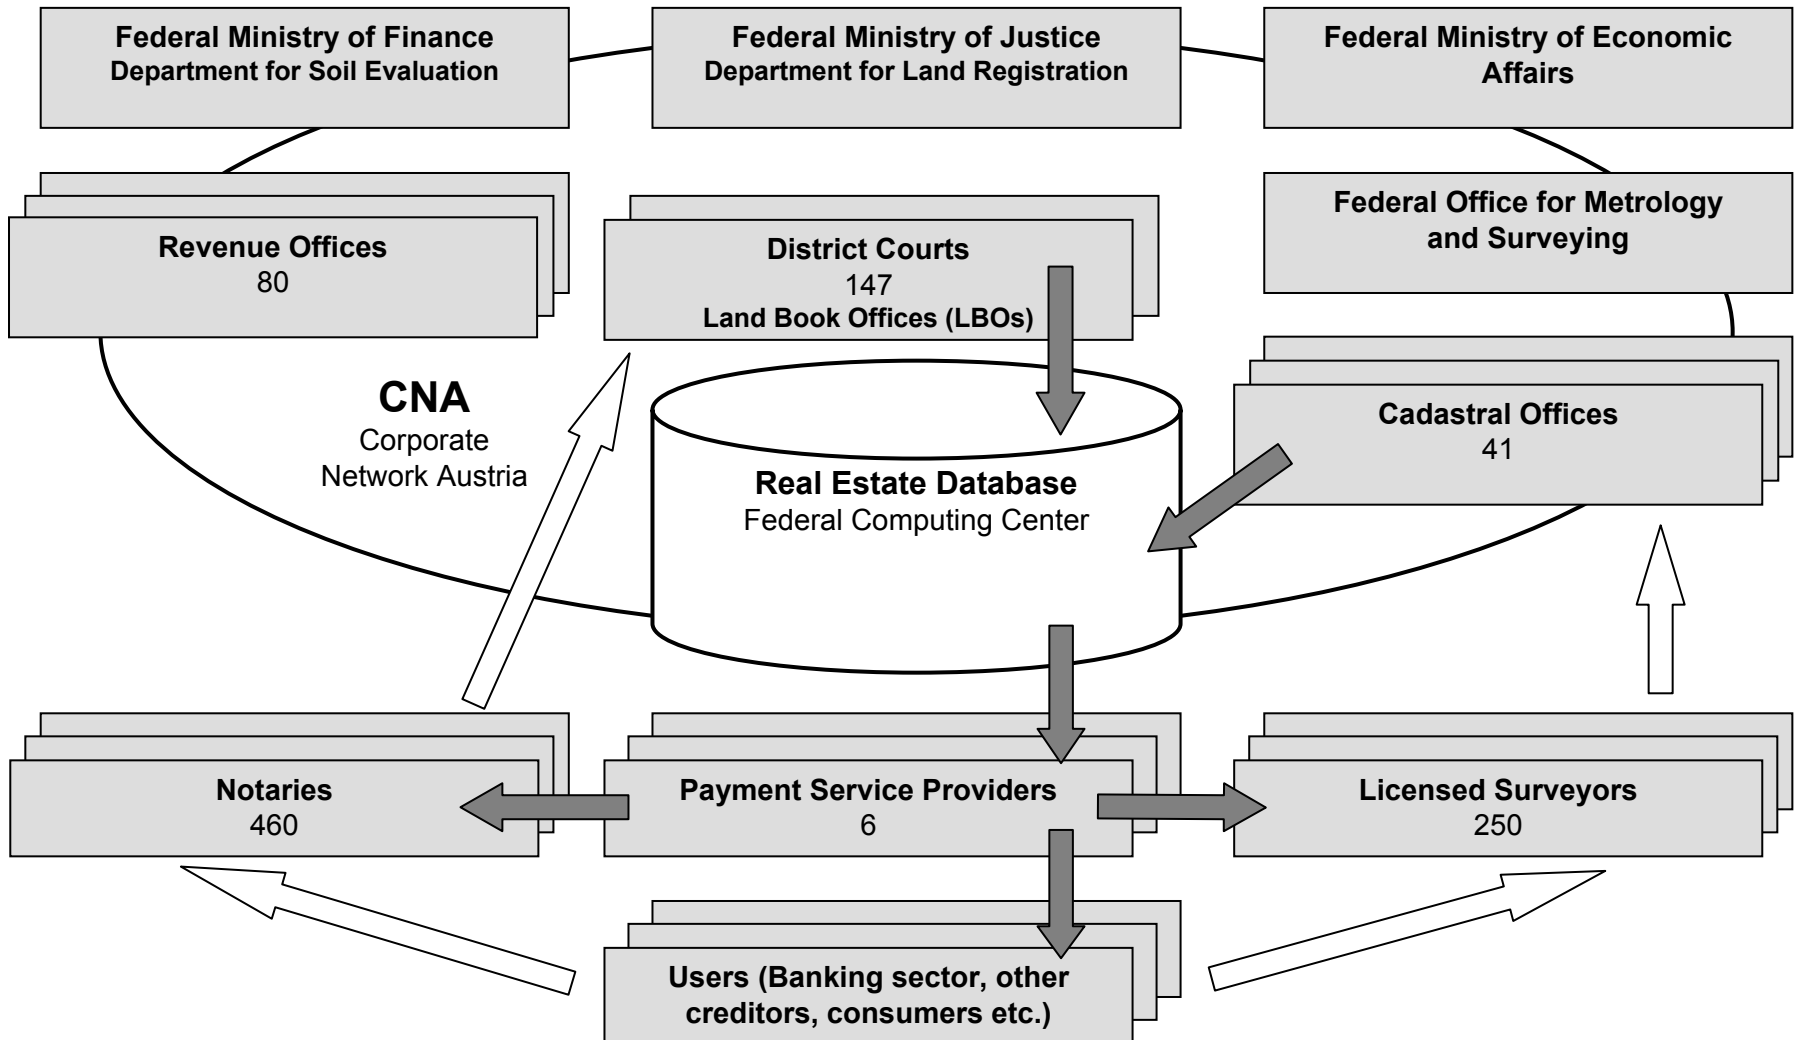 Federal Ministry of Finance
Department for Soil Evaluation
Federal Ministry of Justice
Department for Land Registration
Federal Ministry of Economic
Affairs
Revenue Offices
80
District Courts
147
Land Book Offices (LBOs)
Federal Office for Metrology
and Surveying
CNA
Corporate
Network Austria
Cadastral Offices
41
Real Estate Database
Federal Computing Center
Notaries
460
Payment Service Providers
6
Licensed Surveyors
250
Users (Banking sector, other
creditors, consumers etc.)